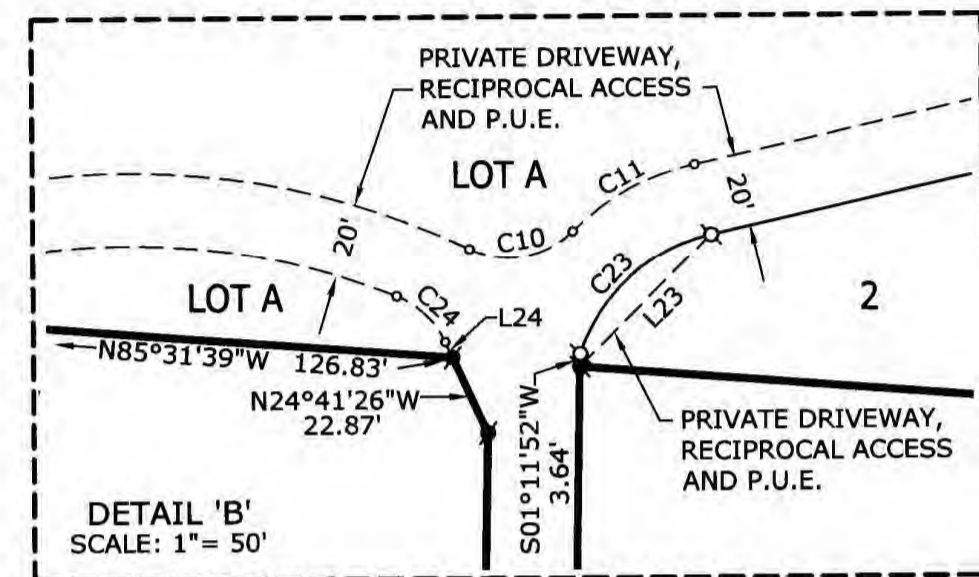 PRIVATE DRIVEWAY,
RECIPROCAL ACCESS
AND P.U.E.
LOT A
C11
20'
C10
20'
C23
L23
2
LOT A
C24
L24
N85°31'39"W 126.83'
N24°41'26"W
22.87'
S01°11'52"W
3.64'
PRIVATE DRIVEWAY,
RECIPROCAL ACCESS
AND P.U.E.
DETAIL 'B'
SCALE: 1"= 50'